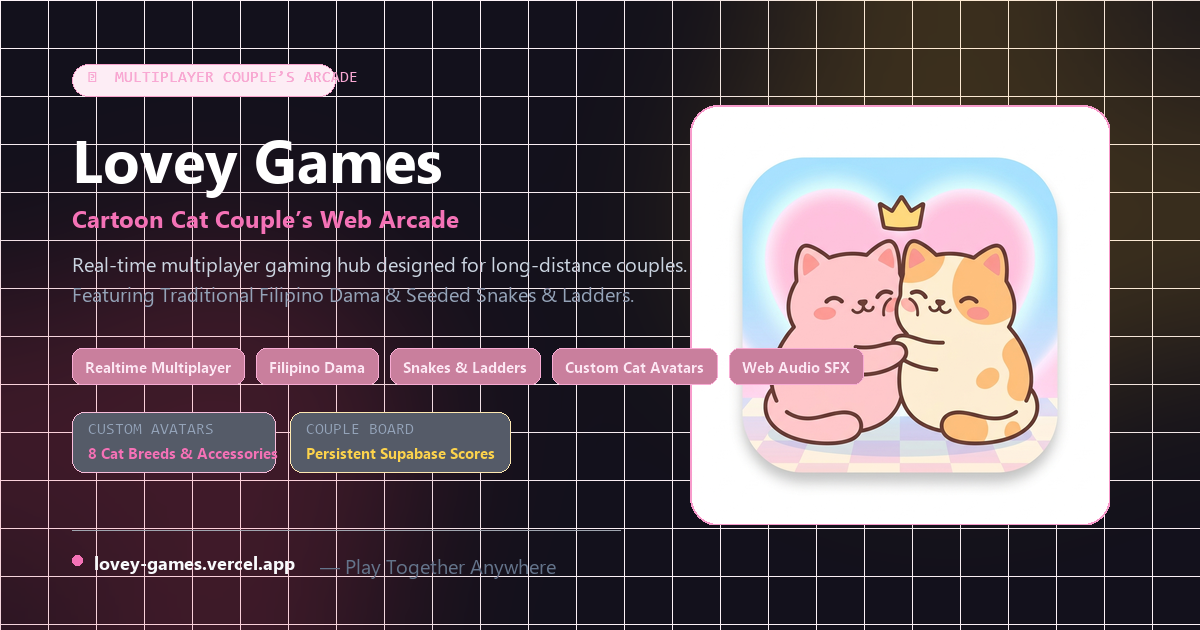 MULTIPLAYER COUPLE’S ARCADE
Lovey Games
Cartoon Cat Couple’s Web Arcade
Real-time multiplayer gaming hub designed for long-distance couples.
Featuring Traditional Filipino Dama & Seeded Snakes & Ladders.
Realtime Multiplayer Filipino Dama Snakes & Ladders Custom Cat Avatars Web Audio SFX
CUSTOM AVATARS COUPLE BOARD
8 Cat Breeds & Accessories Persistent Supabase Scores
lovey-games.vercel.app — Play Together Anywhere